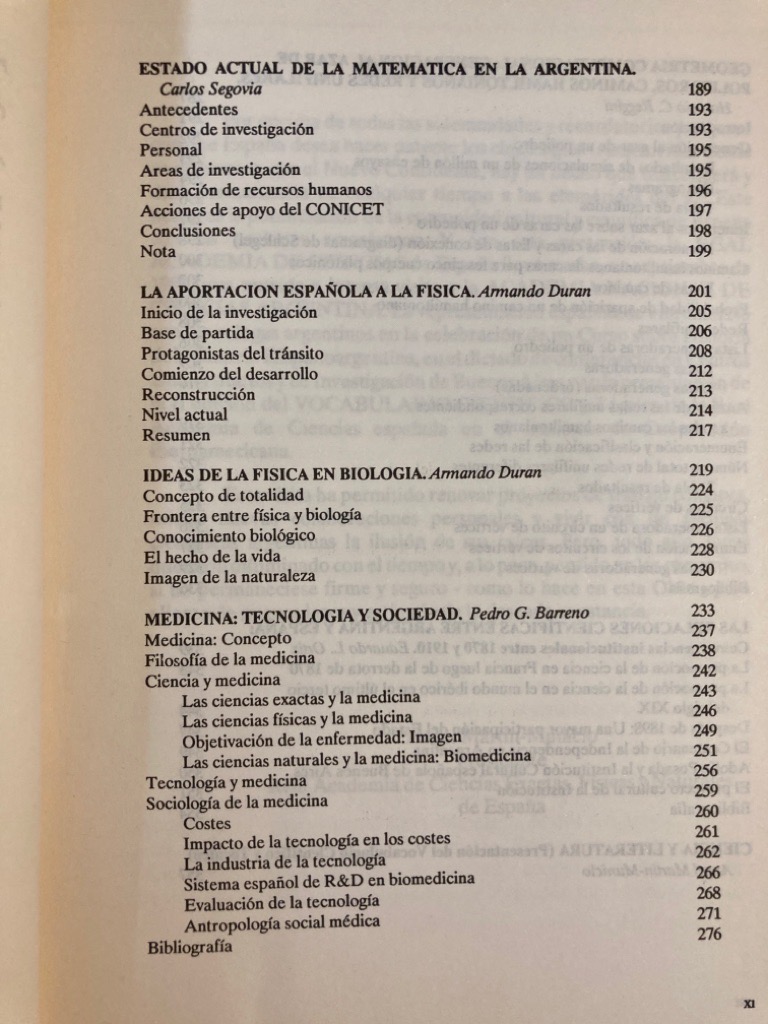 ESTADO ACTUAL DE LA MATEMATICA EN LA ARGENTINA.
Carlos Segovia 189
Antecedentes 193
Centros de investigación 193
Personal 195
Areas de investigación 195
Formación de recursos humanos 196
Acciones de apoyo del CONICET 197
Conclusiones 198
Nota 199
LA APORTACION ESPAÑOLA A LA FISICA. Armando Duran 201
Inicio de la investigación 205
Base de partida 206
Protagonistas del tránsito 208
Comienzo del desarrollo 212
Reconstrucción 213
Nivel actual 214
Resumen 217
IDEAS DE LA FISICA EN BIOLOGIA. Armando Duran 219
Concepto de totalidad 224
Frontera entre física y biología 225
Conocimiento biológico 226
El hecho de la vida 228
Imagen de la naturaleza 230
MEDICINA: TECNOLOGIA Y SOCIEDAD. Pedro G. Barreno 233
Medicina: Concepto 237
Filosofía de la medicina 238
Ciencia y medicina 242
Las ciencias exactas y la medicina 243
Las ciencias físicas y la medicina 246
Objetivación de la enfermedad: Imagen 249
Las ciencias naturales y la medicina: Biomedicina 251
Tecnología y medicina 256
Sociología de la medicina 259
Costes 260
Impacto de la tecnología en los costes 261
La industria de la tecnología 262
Sistema español de R&D en biomedicina 266
Evaluación de la tecnología 268
Antropología social médica 271
Bibliografía 276
XI